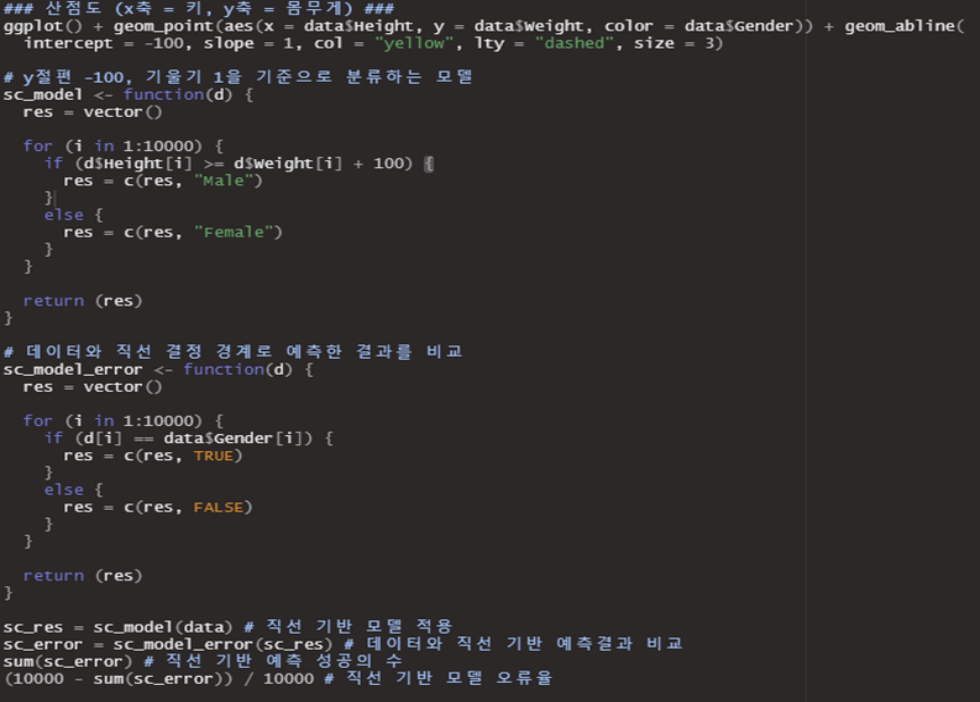 ### 산점도 (x축 = 키, y축 = 몸무게) ###
ggplot() + geom_point(aes(x = data$Height, y = data$Weight, color = data$Gender)) + geom_abline(
  intercept = -100, slope = 1, col = "yellow", lty = "dashed", size = 3)
# y절편 -100, 기울기 1을 기준으로 분류하는 모델
sc_model <- function(d) {
  res = vector()
  for (i in 1:10000) {
    if (d$Height[i] >= d$Weight[i] + 100) {
      res = c(res, "Male")
    }
    else {
      res = c(res, "Female")
    }
  }
  return (res)
}
# 데이터와 직선 결정 경계로 예측한 결과를 비교
sc_model_error <- function(d) {
  res = vector()
  for (i in 1:10000) {
    if (d[i] == data$Gender[i]) {
      res = c(res, TRUE)
    }
    else {
      res = c(res, FALSE)
    }
  }
  return (res)
}
sc_res = sc_model(data) # 직선 기반 모델 적용
sc_error = sc_model_error(sc_res) # 데이터와 직선 기반 예측결과 비교
sum(sc_error) # 직선 기반 예측 성공의 수
(10000 - sum(sc_error)) / 10000 # 직선 기반 모델 오류율